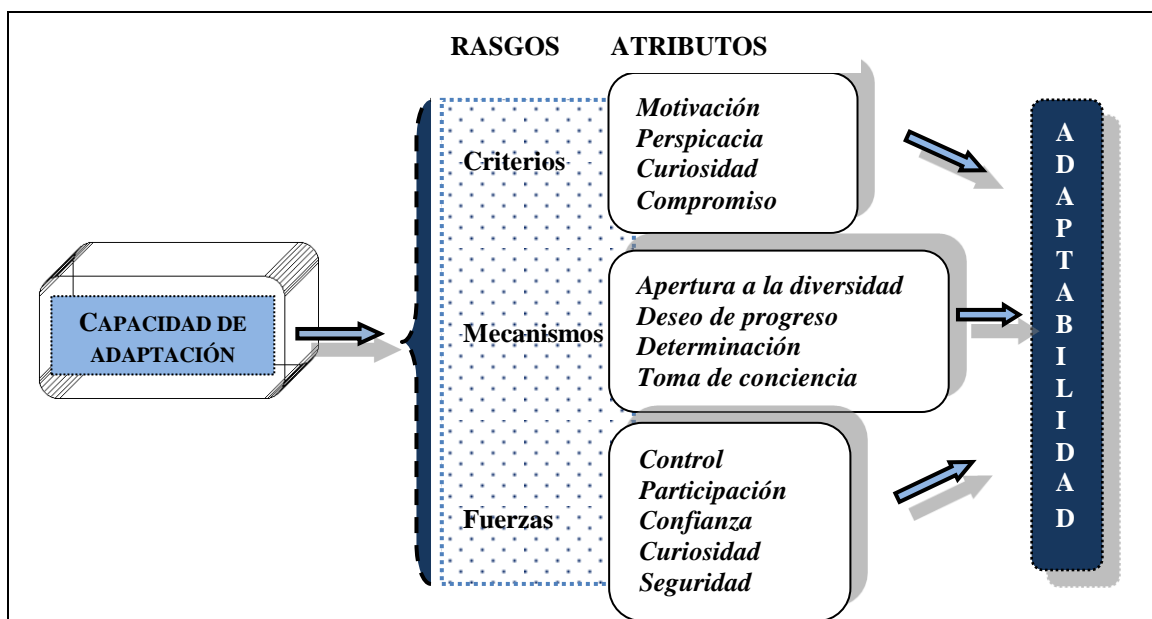 RASGOS ATRIBUTOS
CAPACIDAD DE
ADAPTACIÓN
Criterios
Motivación
Perspicacia
Curiosidad
Compromiso
Mecanismos
Apertura a la diversidad
Deseo de progreso
Determinación
Toma de conciencia
Fuerzas
Control
Participación
Confianza
Curiosidad
Seguridad
A
D
A
P
T
A
B
I
L
I
D
A
D